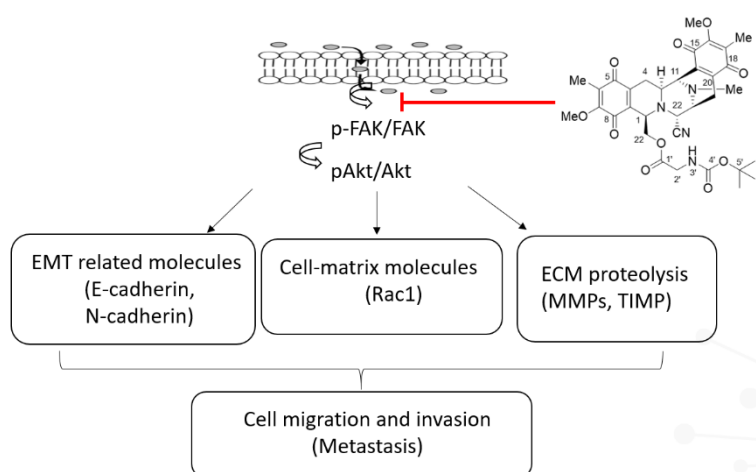 MeO
15
O
Me
18
O
O
5
4
H
11
20
Me
N
Me
N
22
MeO
8
O
1
CN
22
O
O
1'
2'
H
N
3'
4'
O
O
5'
p-FAK/FAK
pAkt/Akt
EMT related molecules
(E-cadherin,
N-cadherin)
Cell-matrix molecules
(Rac1)
ECM proteolysis
(MMPs, TIMP)
Cell migration and invasion
(Metastasis)